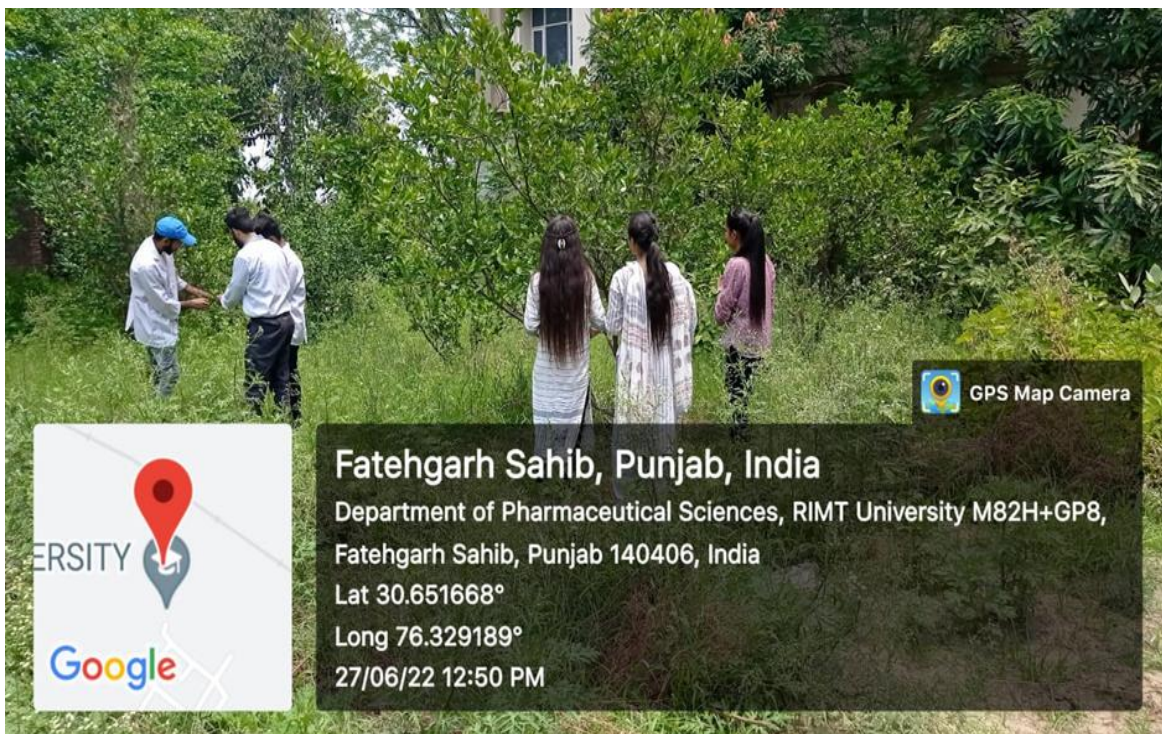 GPS Map Camera
ERSITY
Google
Fatehgarh Sahib, Punjab, India
Department of Pharmaceutical Sciences, RIMT University M82H+GP8,
Fatehgarh Sahib, Punjab 140406, India
Lat 30.651668°
Long 76.329189°
27/06/22 12:50 PM